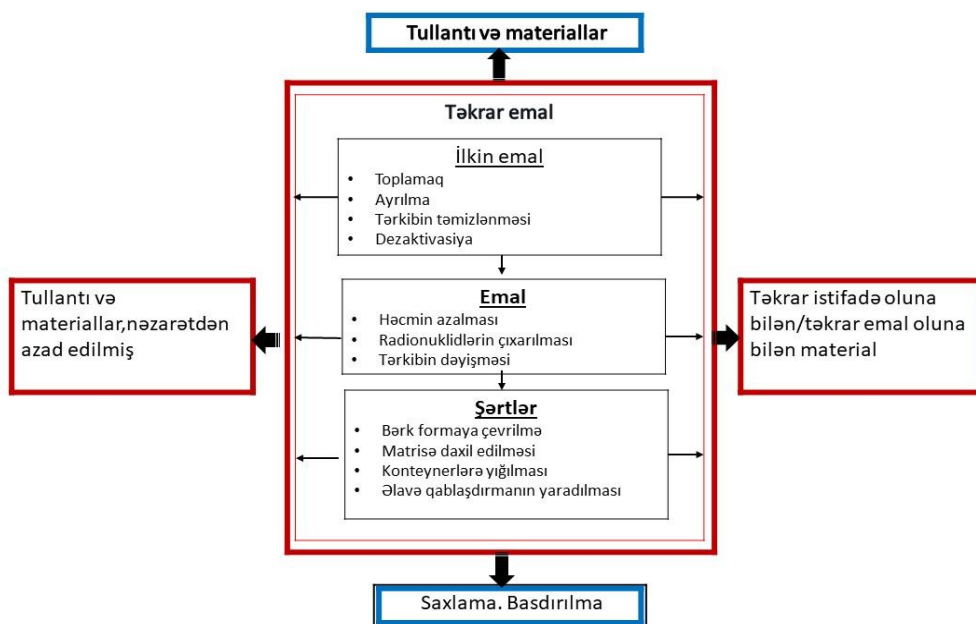 Tullantı və materiallar
Təkrar emal
İlkin emal
• Toplamaq
• Ayrılma
• Tərkibin təmizlənməsi
• Dezaktivasiya
Emal
• Həcmin azalması
• Radionuklidlərin çıxarılması
• Tərkibin dəyişməsi
Şərtlər
• Bərk formaya çevrilmə
• Matrisə daxil edilməsi
• Konteynerlərə yığılması
• Əlavə qablaşdırmanın yaradılması
Tullantı və
materiallar,nəzarətdən
azad edilmiş
Təkrar istifadə oluna
bilən/təkrar emal oluna
bilən material
Saxlama. Basdırılma